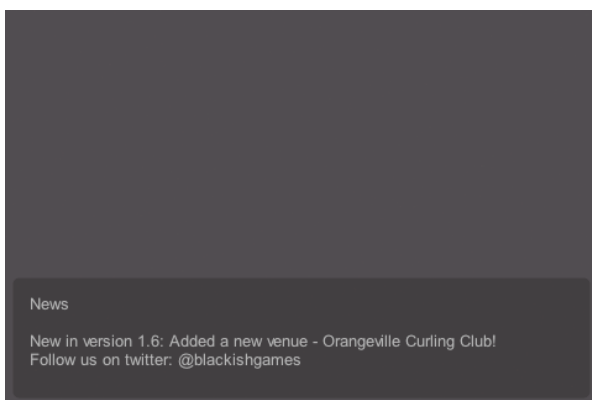 News
New in version 1.6: Added a new venue - Orangeville Curling Club!
Follow us on twitter: @blackishgames